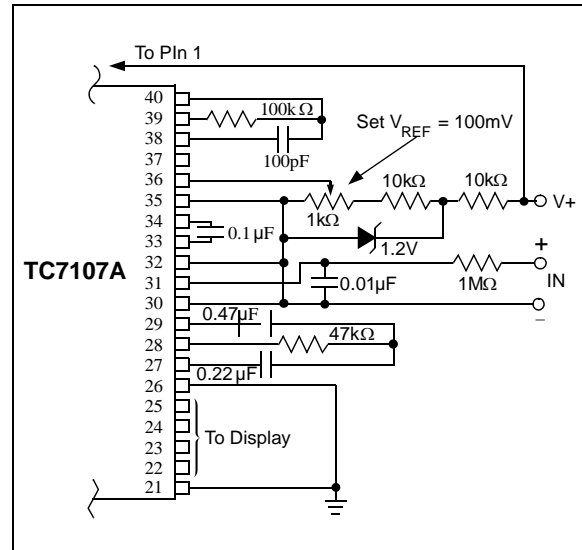 To PIn 1
40
39
100kΩ
38
100pF
Set VREF = 100mV
37
36
35
10kΩ
10kΩ
V+
1kΩ
34
0.1µF
33
1.2V
TC7107A
32
+
31
IN
0.01µF
1MΩ
30
–
29
0.47µF
28
47kΩ
27
0.22µF
26
25
24
To Display
23
22
21